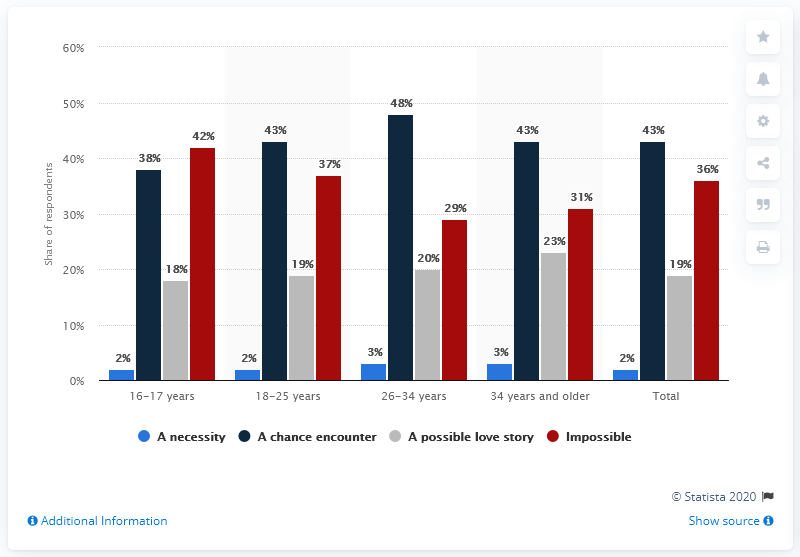 60%
50%
40%
30%
20%
10%
0%
Share of respondents
2% 38% 18% 42%
2% 43% 19% 37%
3% 48% 20% 29%
3% 43% 23% 31%
2% 43% 19% 36%
16-17 years 18-25 years 26-34 years 34 years and older Total
A necessity A chance encounter A possible love story Impossible
© Statista 2020
Additional Information Show source